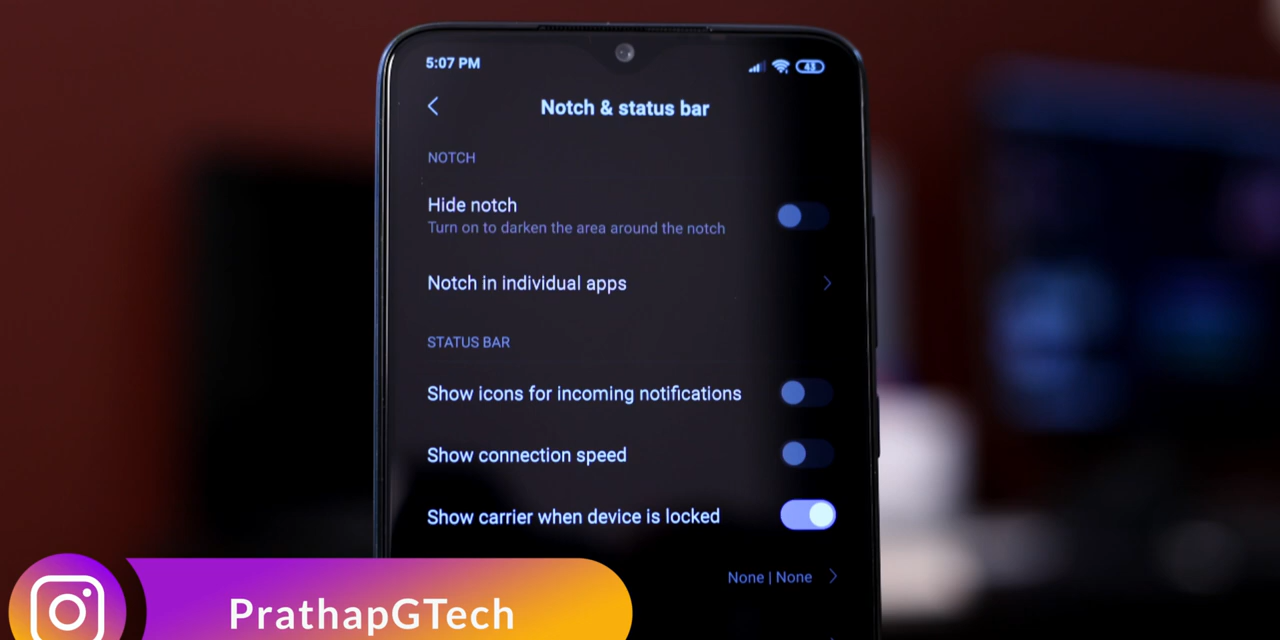 5:07 PM
43
Notch & status bar
NOTCH
Hide notch
Turn on to darken the area around the notch
Notch in individual apps
STATUS BAR
Show icons for incoming notifications
Show connection speed
Show carrier when device is locked
None | None
PrathapGTech